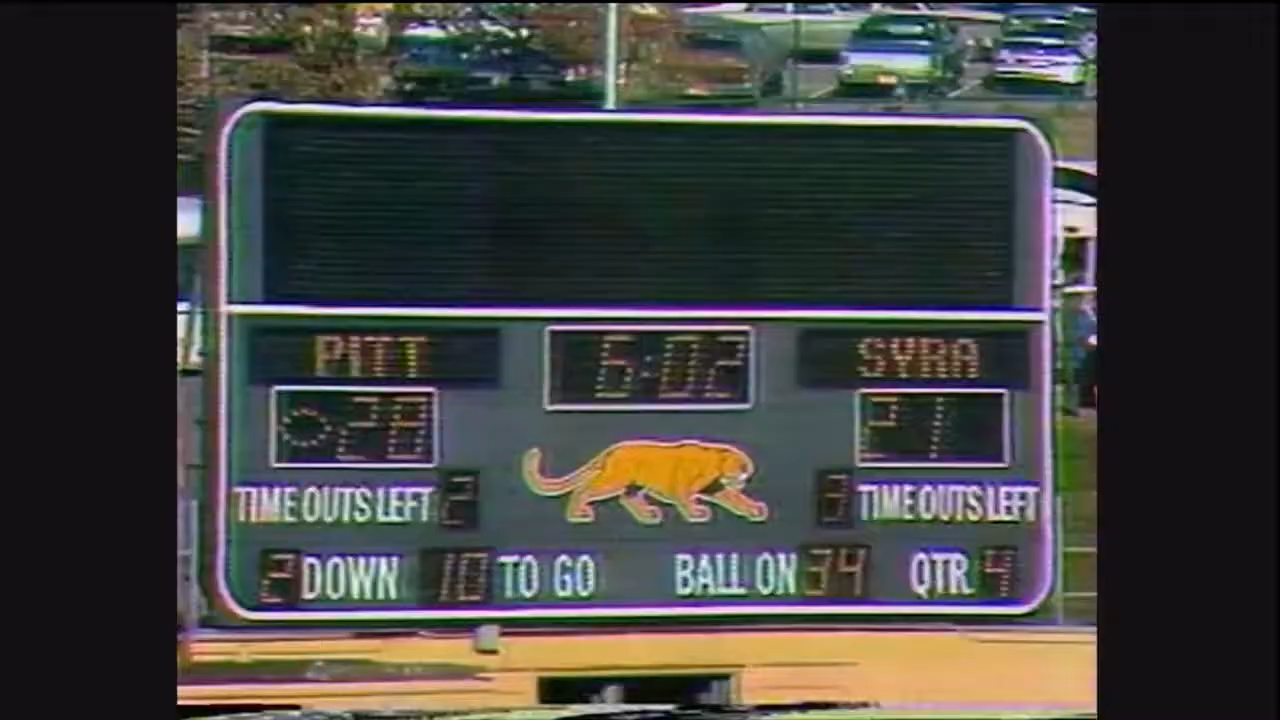 PITT 6:02 SYRA
28 21
TIME OUTS LEFT 2 3 TIME OUTS LEFT
2 DOWN 10 TO GO BALL ON 34 QTR 4